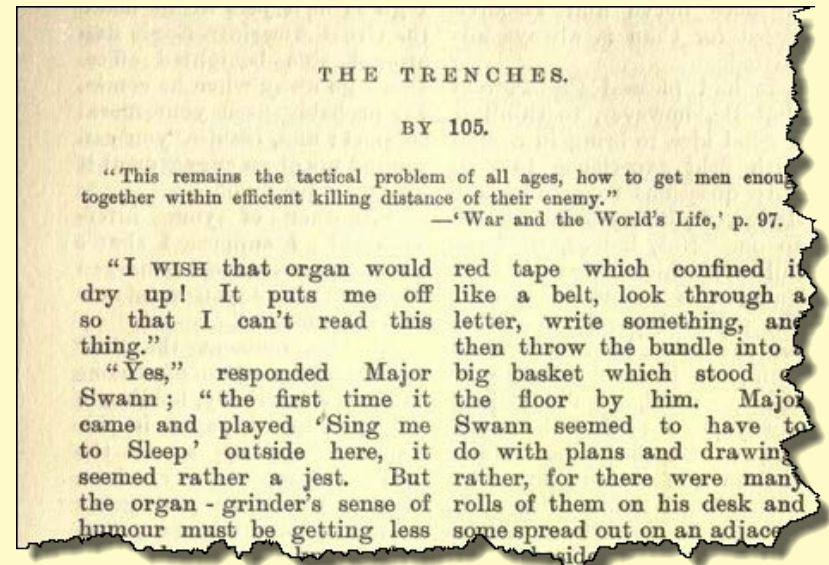 THE TRENCHES.
BY 105.
“This remains the tactical problem of all ages, how to get men enoug
together within efficient killing distance of their enemy.”
—‘War and the World's Life,’ p. 97.
“I WISH that organ would
dry up! It puts me off
so that I can't read this
thing.”
“Yes,” responded Major
Swann; “the first time it
came and played ‘Sing me
to Sleep’ outside here, it
seemed rather a jest. But
the organ-grinder's sense of
humour must be getting less
red tape which confined it
like a belt, look through a
letter, write something, and
then throw the bundle into a
big basket which stood
the floor by him. Major
Swann seemed to have to
do with plans and drawing
rather, for there were many
rolls of them on his desk and
some spread out on an adjace